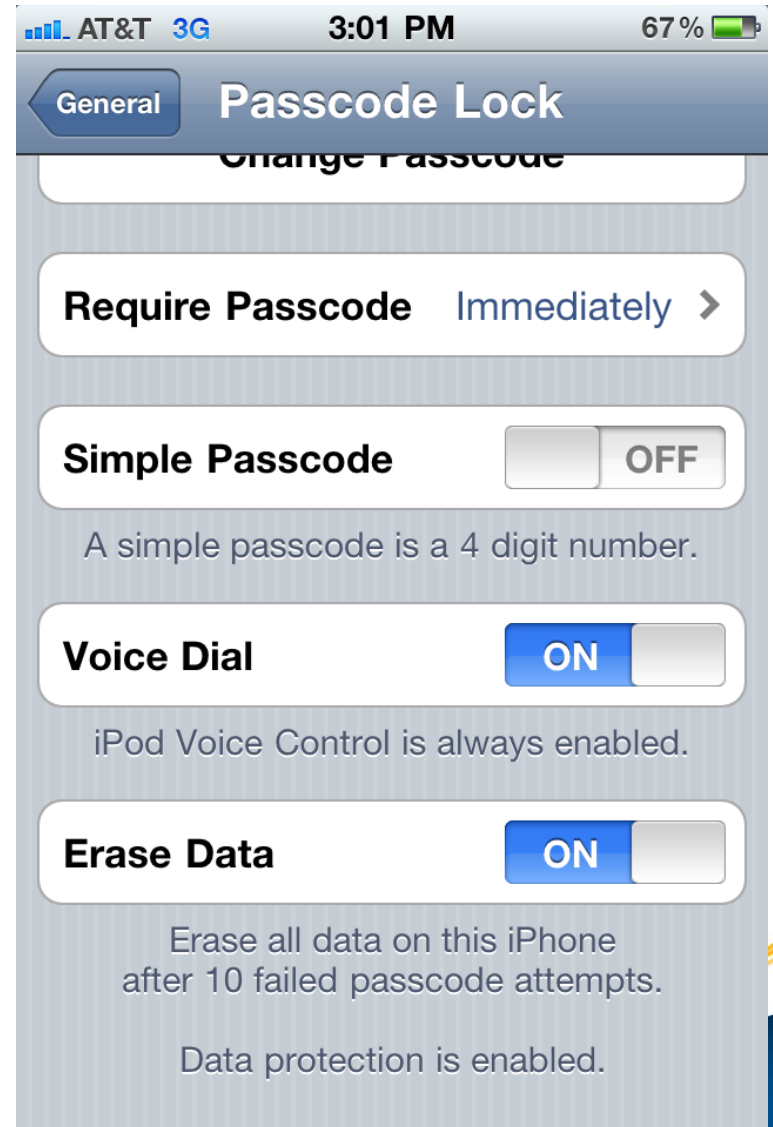 AT&T 3G 3:01 PM 67%
General Passcode Lock
Change Passcode
Require Passcode Immediately
Simple Passcode OFF
A simple passcode is a 4 digit number.
Voice Dial ON
iPod Voice Control is always enabled.
Erase Data ON
Erase all data on this iPhone
after 10 failed passcode attempts.
Data protection is enabled.